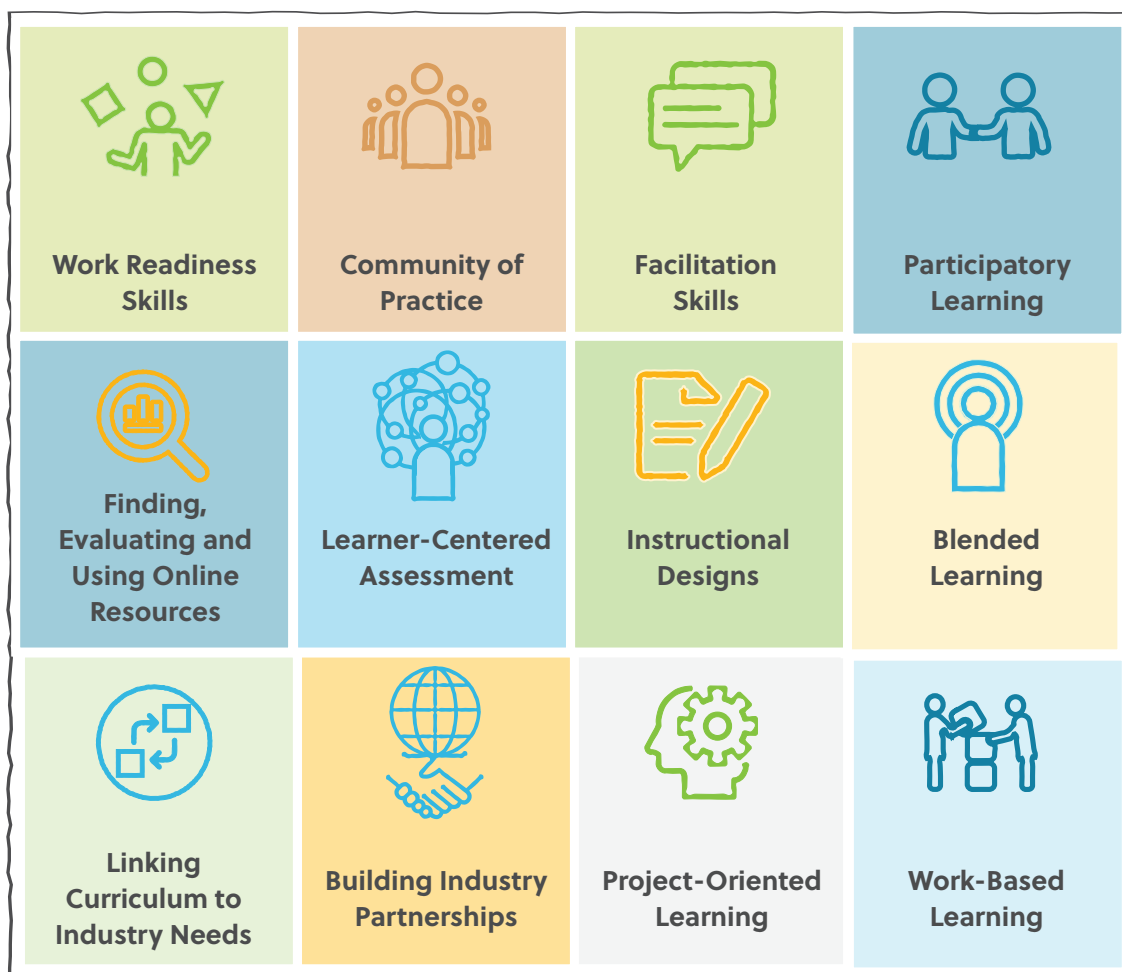 Work Readiness
Skills
Community of
Practice
Facilitation
Skills
Participatory
Learning
Finding,
Evaluating and
Using Online
Resources
Learner-Centered
Assessment
Instructional
Designs
Blended
Learning
Linking
Curriculum to
Industry Needs
Building Industry
Partnerships
Project-Oriented
Learning
Work-Based
Learning